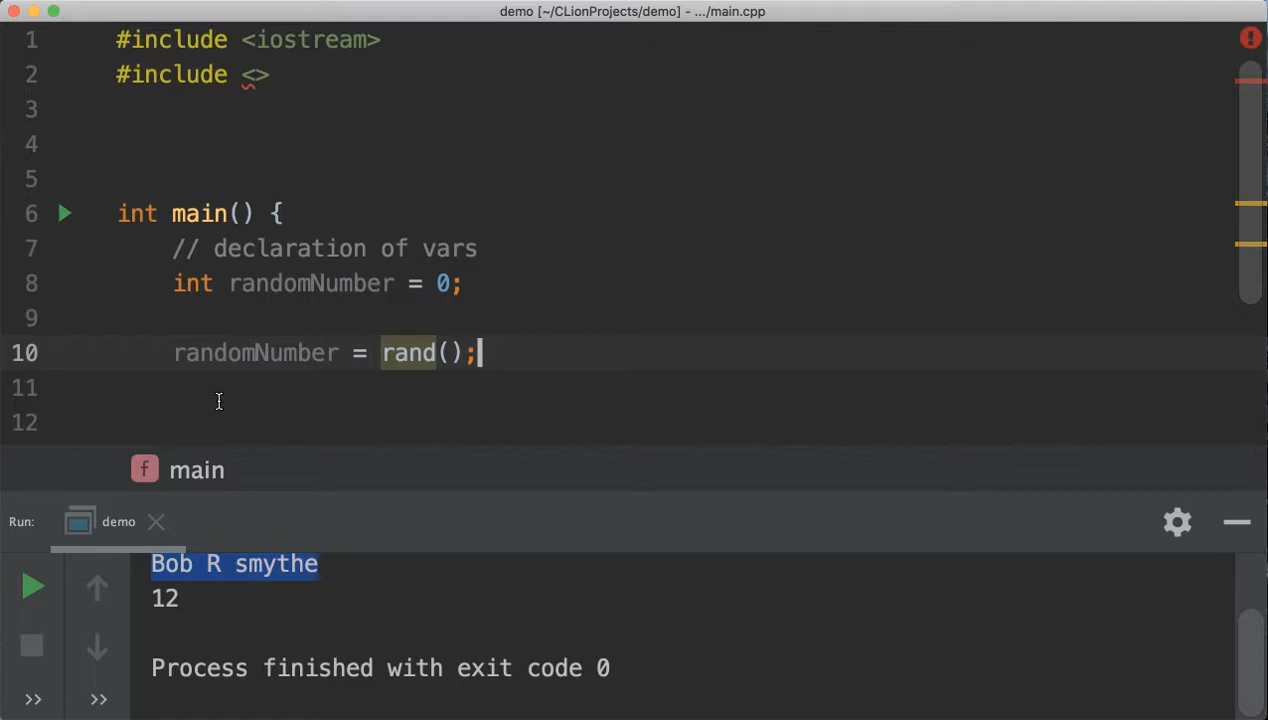 demo [~/CLionProjects/demo] - .../main.cpp
1 #include <iostream>
2 #include <>
3
4
5
6 int main() {
7 // declaration of vars
8 int randomNumber = 0;
9
10 randomNumber = rand();
11
12
f main
Run: demo
Bob R smythe
12
Process finished with exit code 0